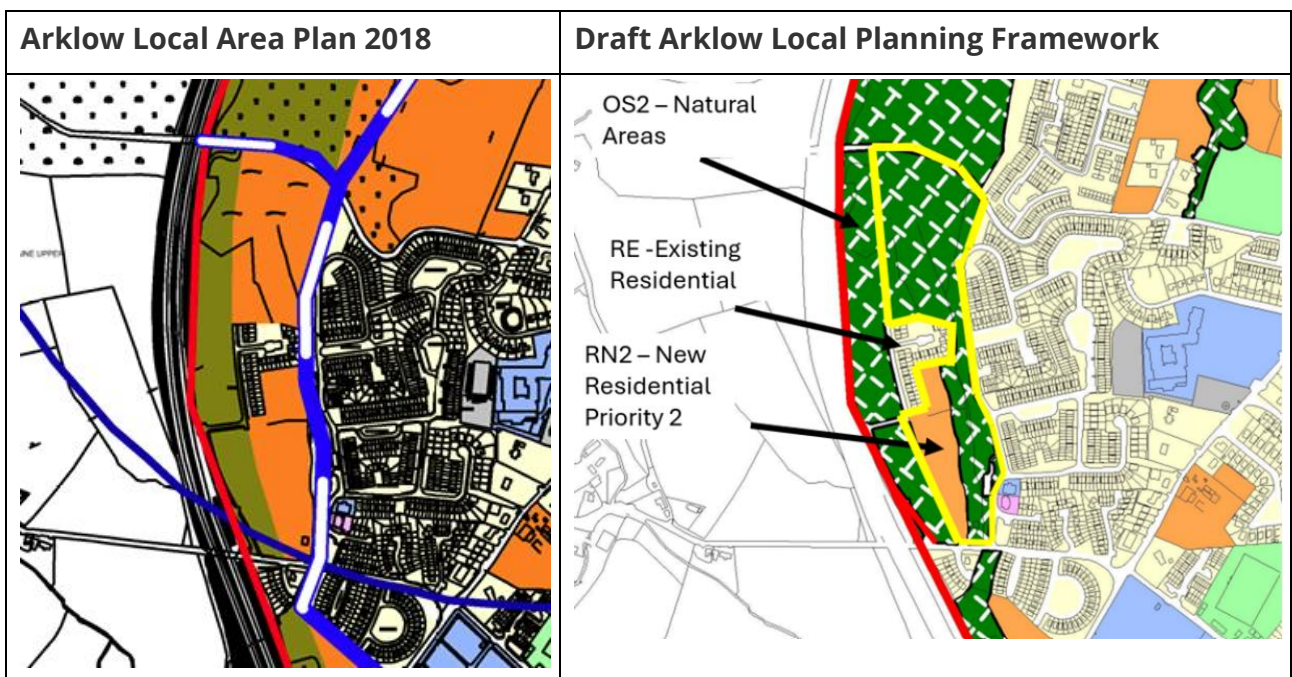 Arklow Local Area Plan 2018
Draft Arklow Local Planning Framework
OS2 – Natural
Areas
RE -Existing
Residential
RN2 – New
Residential
Priority 2